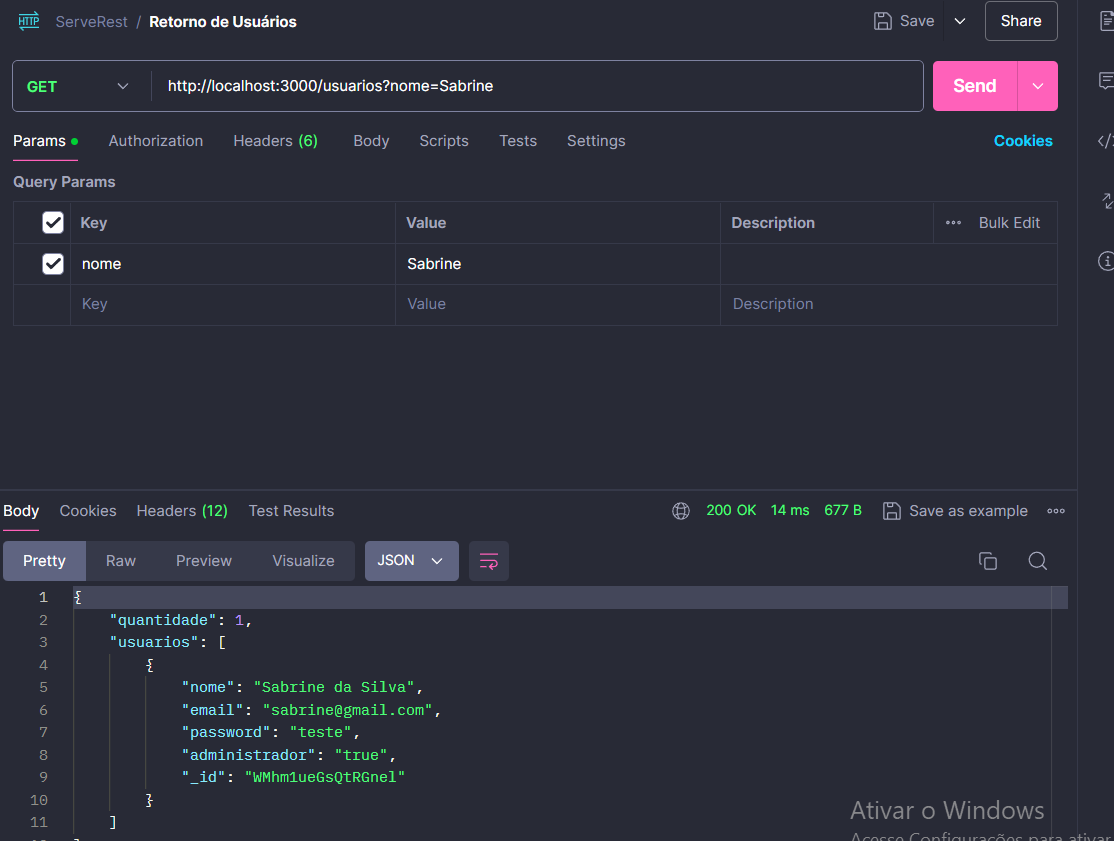 HTTP ServeRest / Retorno de Usuários Save Share
GET http://localhost:3000/usuarios?nome=Sabrine Send
Params Authorization Headers (6) Body Scripts Tests Settings Cookies
Query Params
Key Value Description Bulk Edit
nome Sabrine
Key Value Description
Body Cookies Headers (12) Test Results 200 OK 14 ms 677 B Save as example
Pretty Raw Preview Visualize JSON
1 {
2 "quantidade": 1,
3 "usuarios": [
4 {
5 "nome": "Sabrine da Silva",
6 "email": "sabrine@gmail.com",
7 "password": "teste",
8 "administrador": "true",
9 "_id": "WMhm1ueGsQtRGnel"
10 }
11 ]
Ativar o Windows
Acesse Configurações para ativar